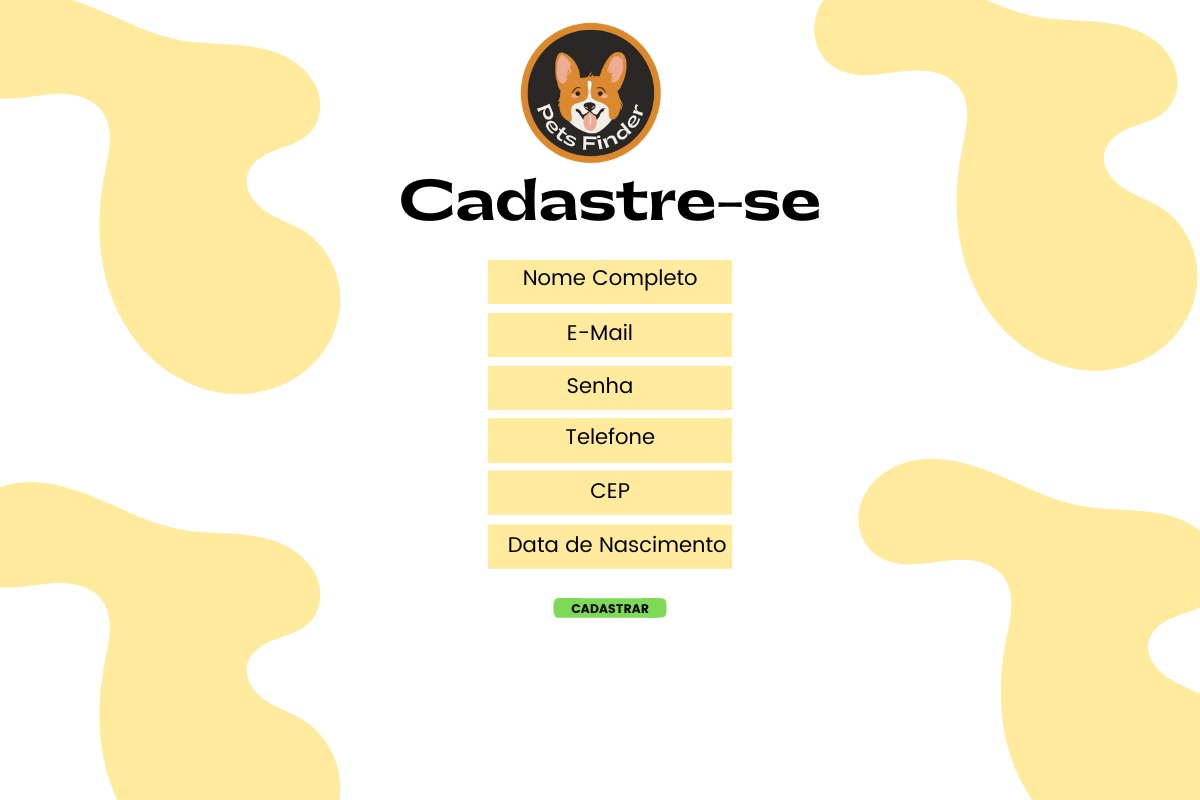 Pets Finder
Cadastre-se
Nome Completo
E-Mail
Senha
Telefone
CEP
Data de Nascimento
CADASTRAR